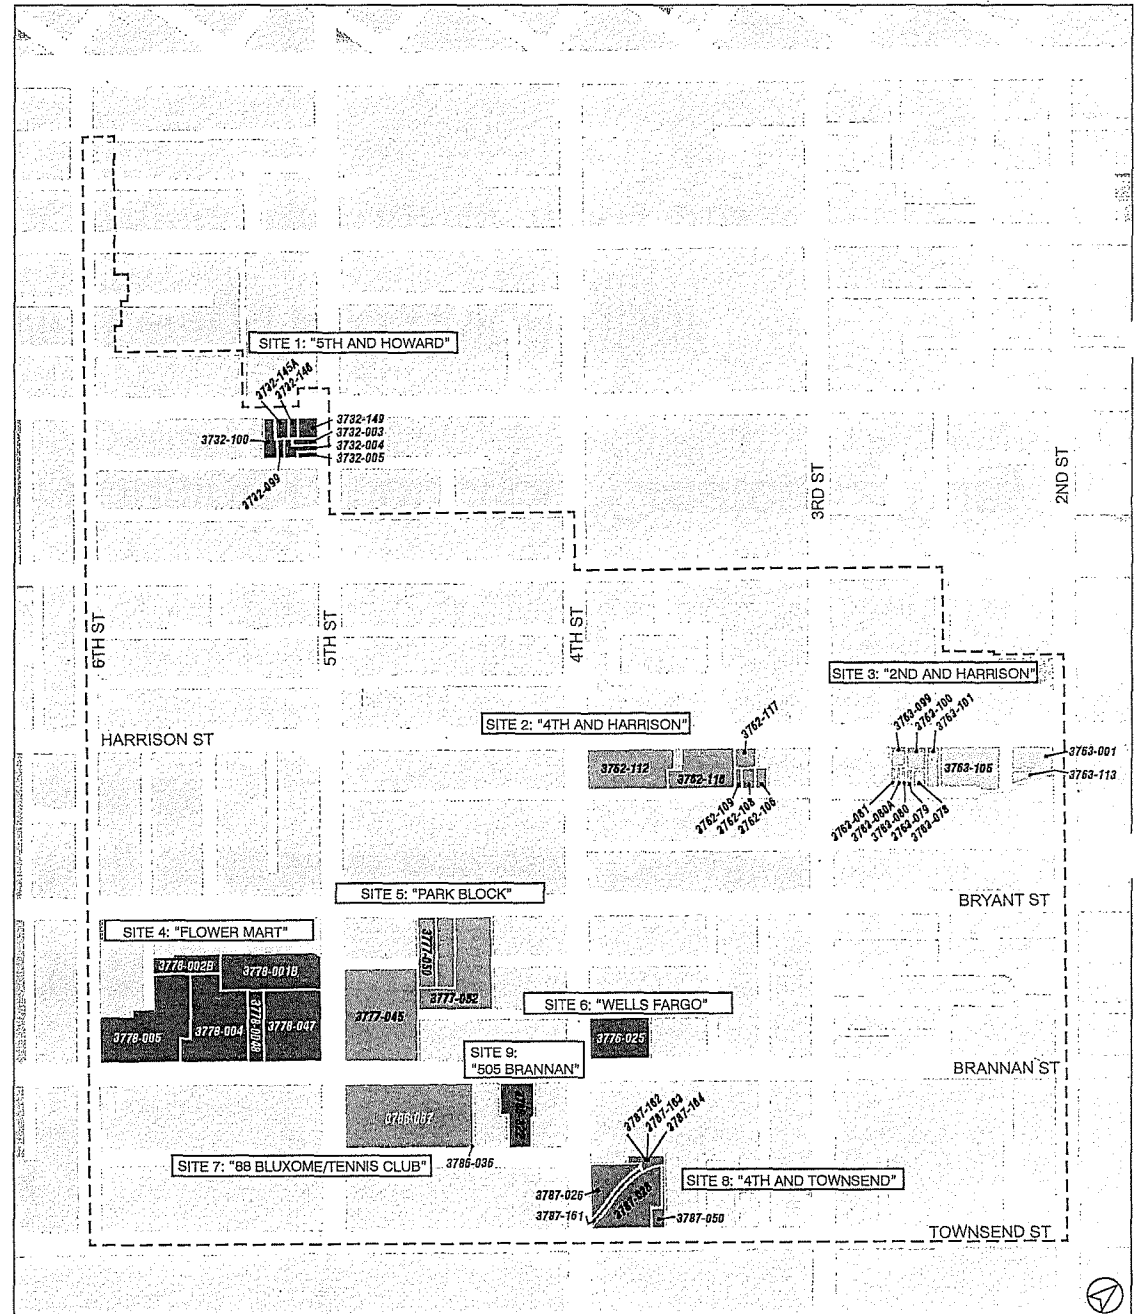 SITE 1: "5TH AND HOWARD"
3732-145A
3732-146
3732-149
3732-003
3732-004
3732-005
3732-100
3732-099
3RD ST
2ND ST
6TH ST
5TH ST
4TH ST
SITE 3: "2ND AND HARRISON"
3763-099
3763-100
3763-101
SITE 2: "4TH AND HARRISON"
3762-117
HARRISON ST
3762-112
3763-105
3763-001
3763-113
3762-109
3762-108
3762-106
3763-081
3763-080A
3763-080
3763-079
3763-078
SITE 5: "PARK BLOCK"
BRYANT ST
SITE 4: "FLOWER MART"
3778-002B
3778-001B
3777-052
3778-005
3778-004
3778-047
3777-045
SITE 6: "WELLS FARGO"
3776-025
SITE 9:
"505 BRANNAN"
BRANNAN ST
3787-162
3787-163
3787-164
SITE 7: "88 BLUXOME/TENNIS CLUB"
3786-036
SITE 8: "4TH AND TOWNSEND"
3787-026
3787-161
3787-050
TOWNSEND ST